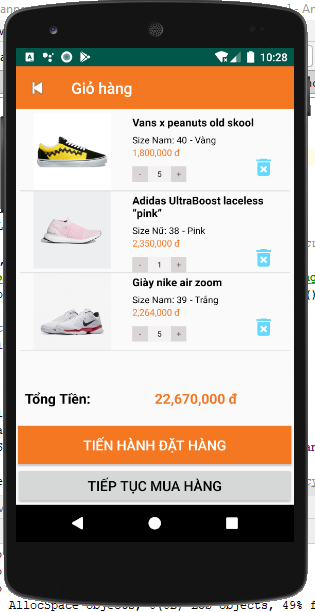 10:28
Giỏ hàng
Vans x peanuts old skool
Size Nam: 40 - Vàng
1,800,000 đ
- 5 +
Adidas UltraBoost laceless
"pink"
Size Nữ: 38 - Pink
2,350,000 đ
- 1 +
Giày nike air zoom
Size Nam: 39 - Trắng
2,264,000 đ
- 5 +
Tổng Tiền: 22,670,000 đ
TIẾN HÀNH ĐẶT HÀNG
TIẾP TỤC MUA HÀNG
AllocSpace objects, objects, 49% f